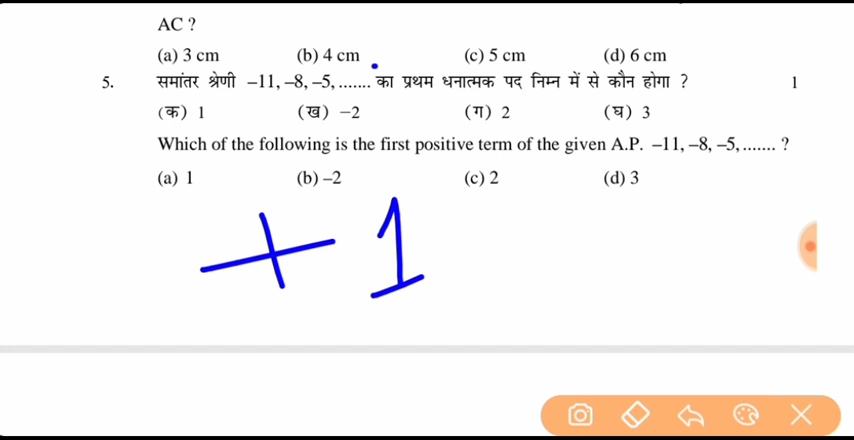 AC ?
(a) 3 cm (b) 4 cm (c) 5 cm (d) 6 cm
5. समांतर श्रेणी –11, –8, –5, ....... का प्रथम धनात्मक पद निम्न में से कौन होगा ? 1
(क) 1 (ख) –2 (ग) 2 (घ) 3
Which of the following is the first positive term of the given A.P. –11, –8, –5, ....... ?
(a) 1 (b) –2 (c) 2 (d) 3
+ 1